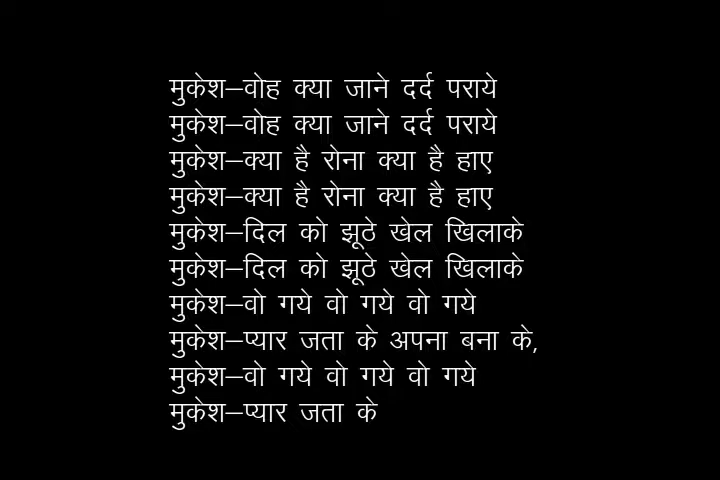 मुकेश–वोह क्या जाने दर्द पराये
मुकेश–वोह क्या जाने दर्द पराये
मुकेश–क्या है रोना क्या है हाए
मुकेश–क्या है रोना क्या है हाए
मुकेश–दिल को झूठे खेल खिलाके
मुकेश–दिल को झूठे खेल खिलाके
मुकेश–वो गये वो गये वो गये
मुकेश–प्यार जता के अपना बना के,
मुकेश–वो गये वो गये वो गये
मुकेश–प्यार जता के